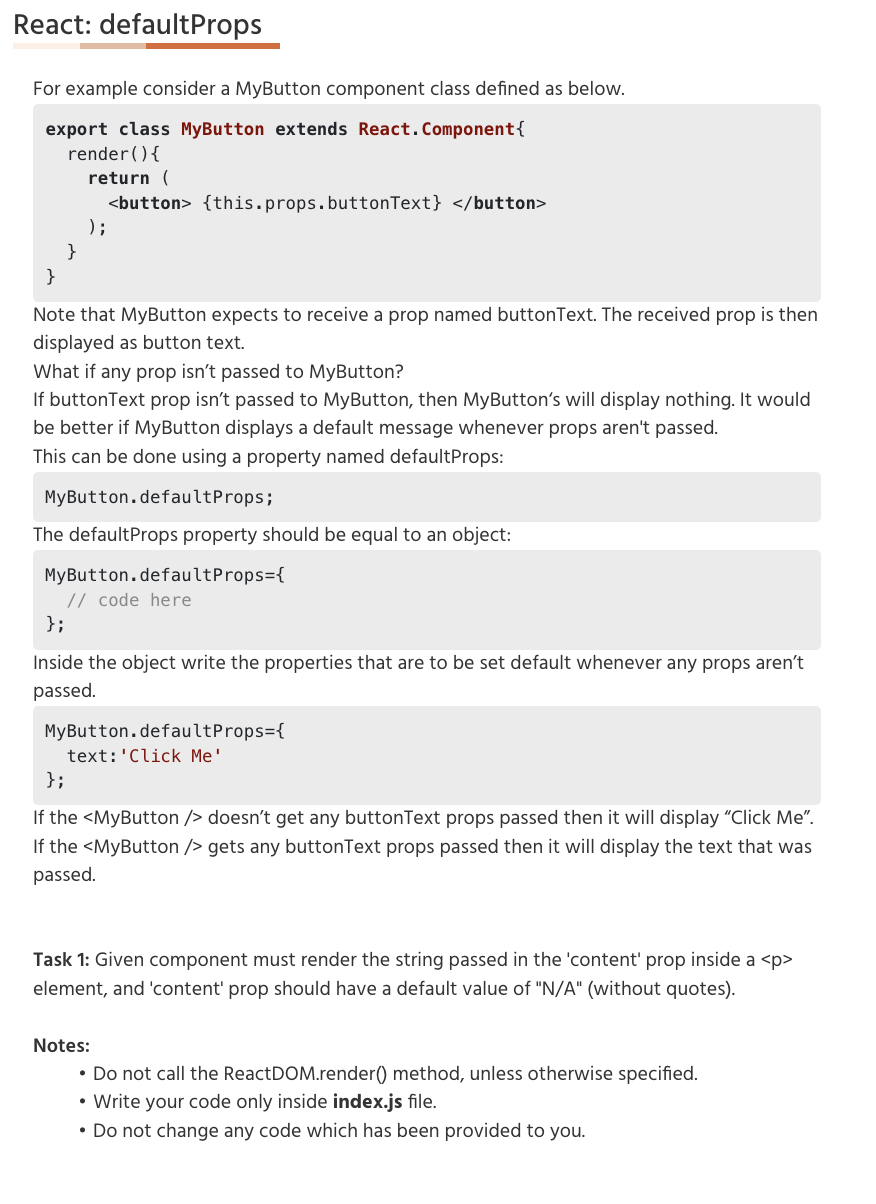 React: defaultProps
For example consider a MyButton component class defined as below.
export class MyButton extends React.Component{
  render(){
    return (
      <button> {this.props.buttonText} </button>
    );
  }
}
Note that MyButton expects to receive a prop named buttonText. The received prop is then
displayed as button text.
What if any prop isn’t passed to MyButton?
If buttonText prop isn’t passed to MyButton, then MyButton’s will display nothing. It would
be better if MyButton displays a default message whenever props aren't passed.
This can be done using a property named defaultProps:
MyButton.defaultProps;
The defaultProps property should be equal to an object:
MyButton.defaultProps={
  // code here
};
Inside the object write the properties that are to be set default whenever any props aren’t
passed.
MyButton.defaultProps={
  text:'Click Me'
};
If the <MyButton /> doesn’t get any buttonText props passed then it will display “Click Me”.
If the <MyButton /> gets any buttonText props passed then it will display the text that was
passed.
Task 1: Given component must render the string passed in the 'content' prop inside a <p>
element, and 'content' prop should have a default value of "N/A" (without quotes).
Notes:
• Do not call the ReactDOM.render() method, unless otherwise specified.
• Write your code only inside index.js file.
• Do not change any code which has been provided to you.